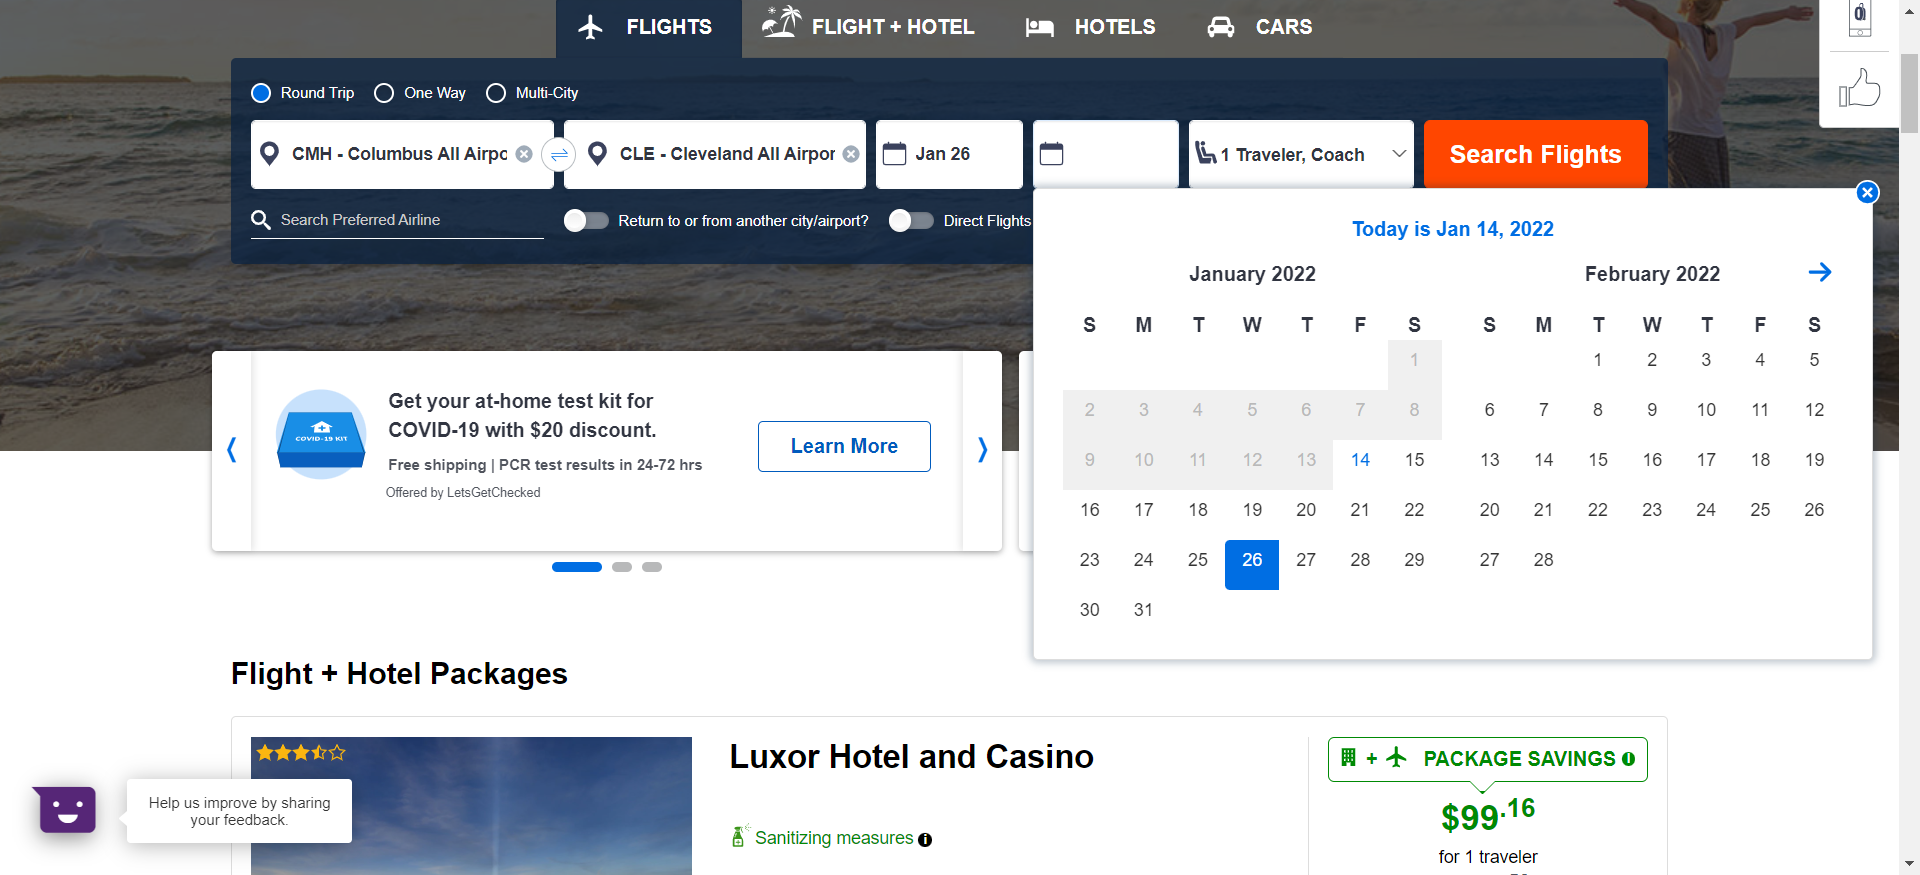 FLIGHTS
FLIGHT + HOTEL
HOTELS
CARS
Round Trip
One Way
Multi-City
CMH - Columbus All Airpo
CLE - Cleveland All Airpor
Jan 26
1 Traveler, Coach
Search Flights
Search Preferred Airline
Return to or from another city/airport?
Direct Flights
Today is Jan 14, 2022
January 2022
S M T W T F S
1
2 3 4 5 6 7 8
9 10 11 12 13 14 15
16 17 18 19 20 21 22
23 24 25 26 27 28 29
30 31
February 2022
S M T W T F S
1 2 3 4 5
6 7 8 9 10 11 12
13 14 15 16 17 18 19
20 21 22 23 24 25 26
27 28
COVID-19 KIT
Get your at-home test kit for
COVID-19 with $20 discount.
Free shipping | PCR test results in 24-72 hrs
Offered by LetsGetChecked
Learn More
Flight + Hotel Packages
Luxor Hotel and Casino
Sanitizing measures
+ PACKAGE SAVINGS
$99.16
for 1 traveler
Help us improve by sharing
your feedback.